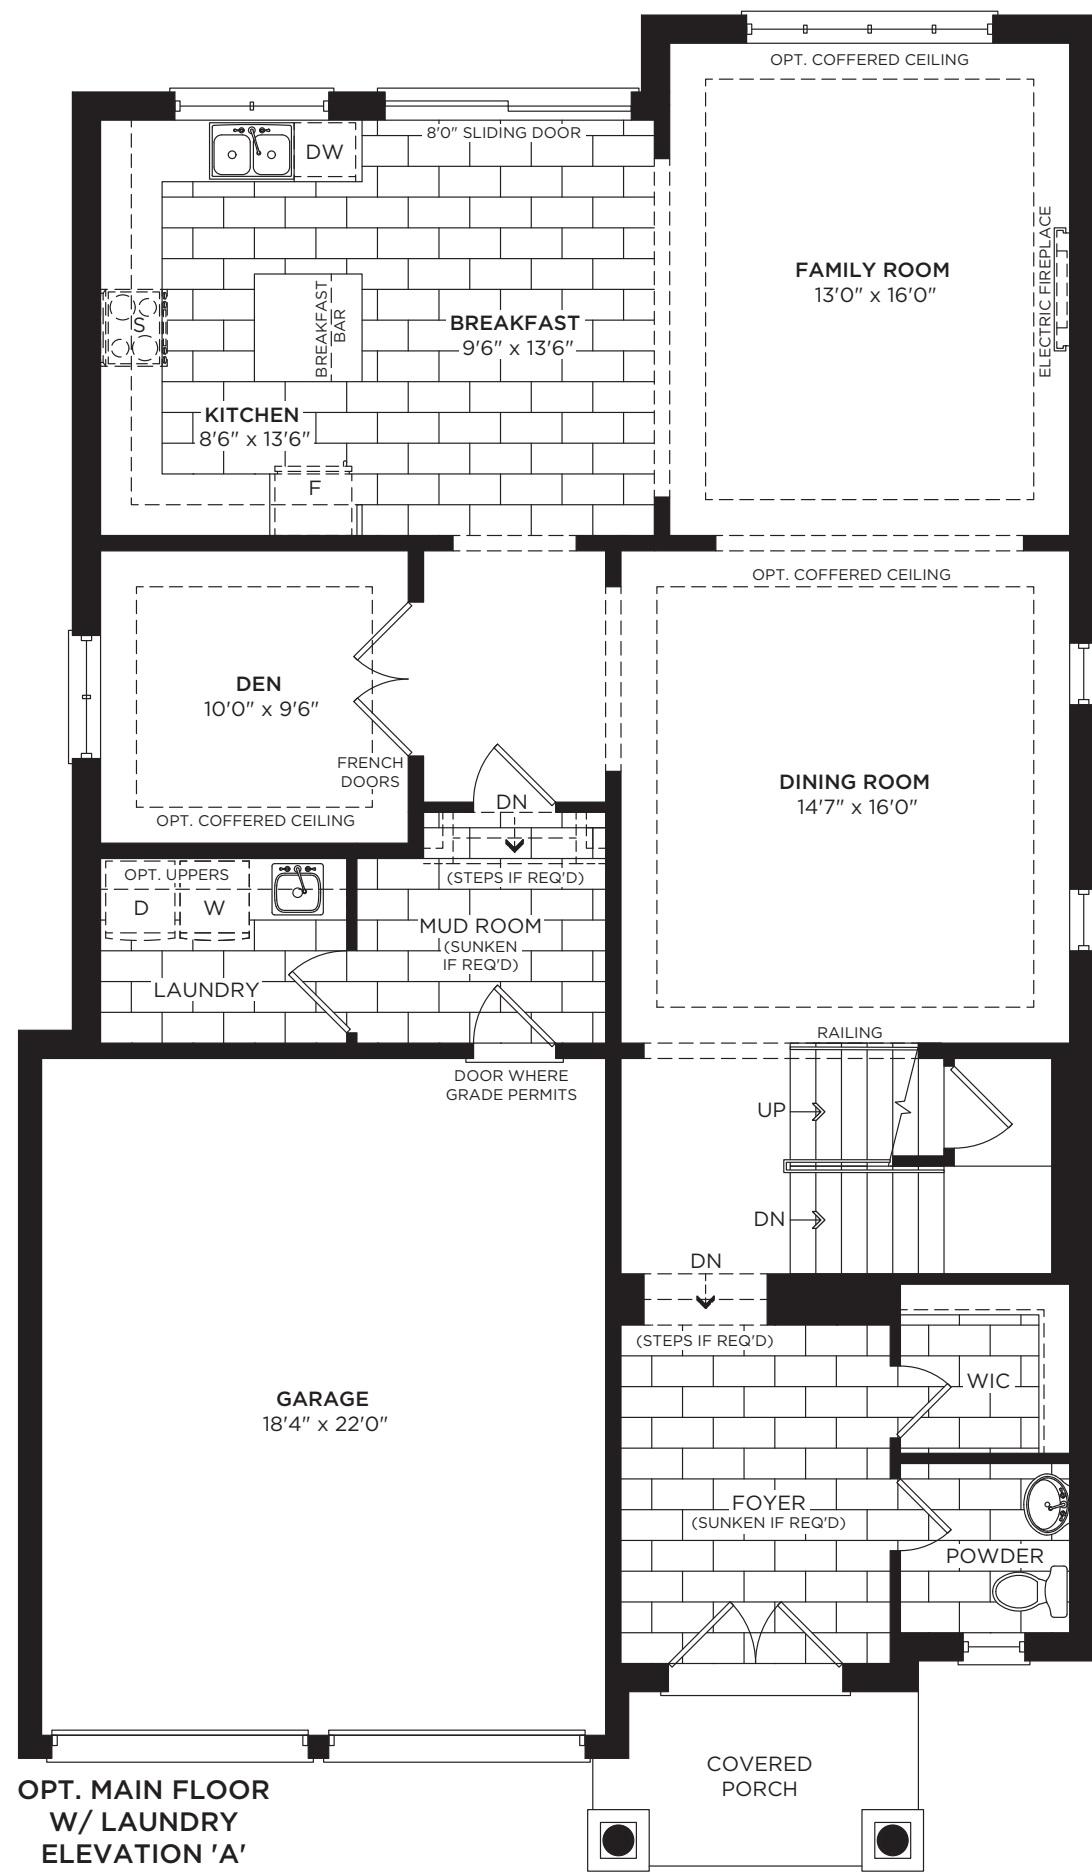 OPT. COFFERED CEILING
8'0" SLIDING DOOR
DW
FAMILY ROOM
13'0" x 16'0"
ELECTRIC FIREPLACE
S
BREAKFAST
BAR
BREAKFAST
9'6" x 13'6"
KITCHEN
8'6" x 13'6"
F
OPT. COFFERED CEILING
DEN
10'0" x 9'6"
FRENCH
DOORS
OPT. COFFERED CEILING
DINING ROOM
14'7" x 16'0"
DN
(STEPS IF REQ'D)
OPT. UPPERS
D
W
MUD ROOM
(SUNKEN
IF REQ'D)
LAUNDRY
RAILING
DOOR WHERE
GRADE PERMITS
UP
DN
DN
(STEPS IF REQ'D)
WIC
GARAGE
18'4" x 22'0"
FOYER
(SUNKEN IF REQ'D)
POWDER
COVERED
PORCH
OPT. MAIN FLOOR
W/ LAUNDRY
ELEVATION 'A'